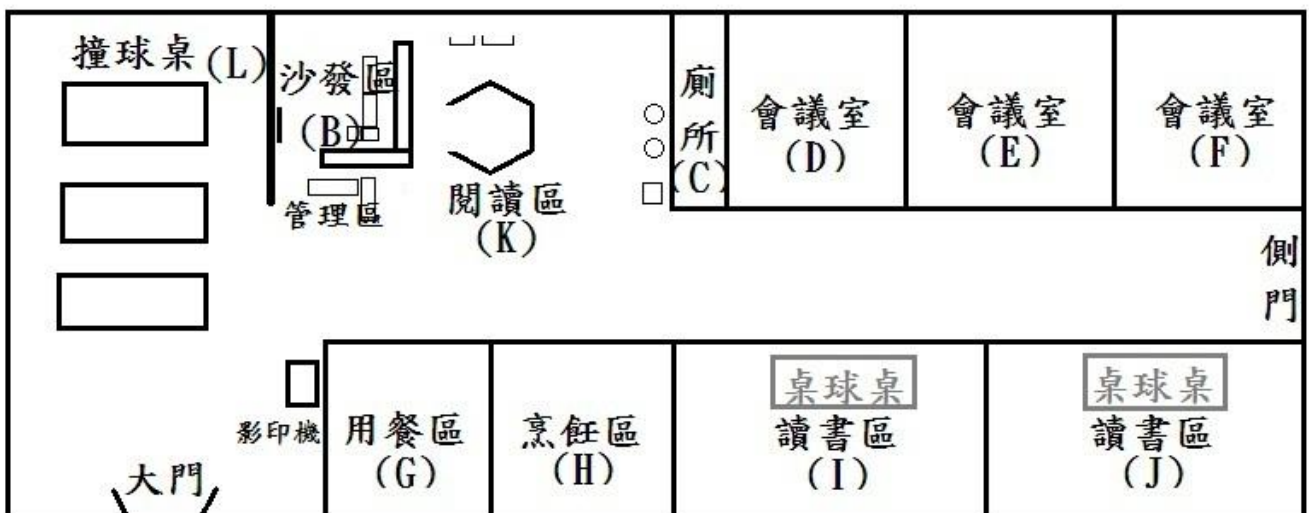 撞球桌(L)
沙發區
(B)
管理區
閱讀區
(K)
廁
所
(C)
會議室
(D)
會議室
(E)
會議室
(F)
側
門
影印機
大門
用餐區
(G)
烹飪區
(H)
桌球桌
讀書區
(I)
桌球桌
讀書區
(J)